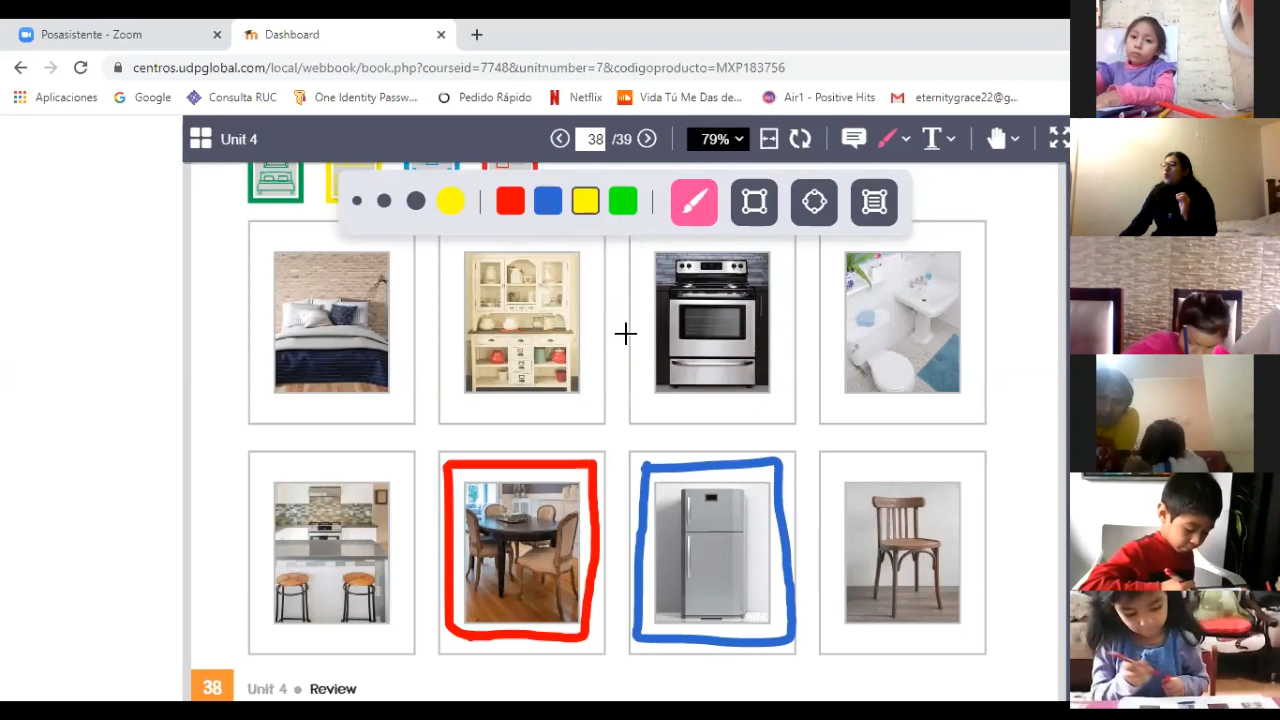 Posasistente - Zoom
Dashboard
centros.udpglobal.com/local/webbook/book.php?courseid=7748&unitnumber=7&codigoproducto=MXP183756
Aplicaciones
Google
Consulta RUC
One Identity Passw...
Pedido Rápido
Netflix
Vida Tú Me Das de...
Air1 - Positive Hits
eternitygrace22@g...
Unit 4
38 /39
79%
T
38 Unit 4 • Review